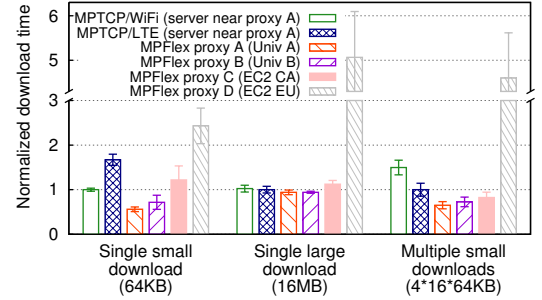 Normalized download time
6
5
3
2
1
0
MPTCP/WiFi (server near proxy A)
MPTCP/LTE (server near proxy A)
MPFlex proxy A (Univ A)
MPFlex proxy B (Univ B)
MPFlex proxy C (EC2 CA)
MPFlex proxy D (EC2 EU)
Single small
download
(64KB)
Single large
download
(16MB)
Multiple small
downloads
(4*16*64KB)